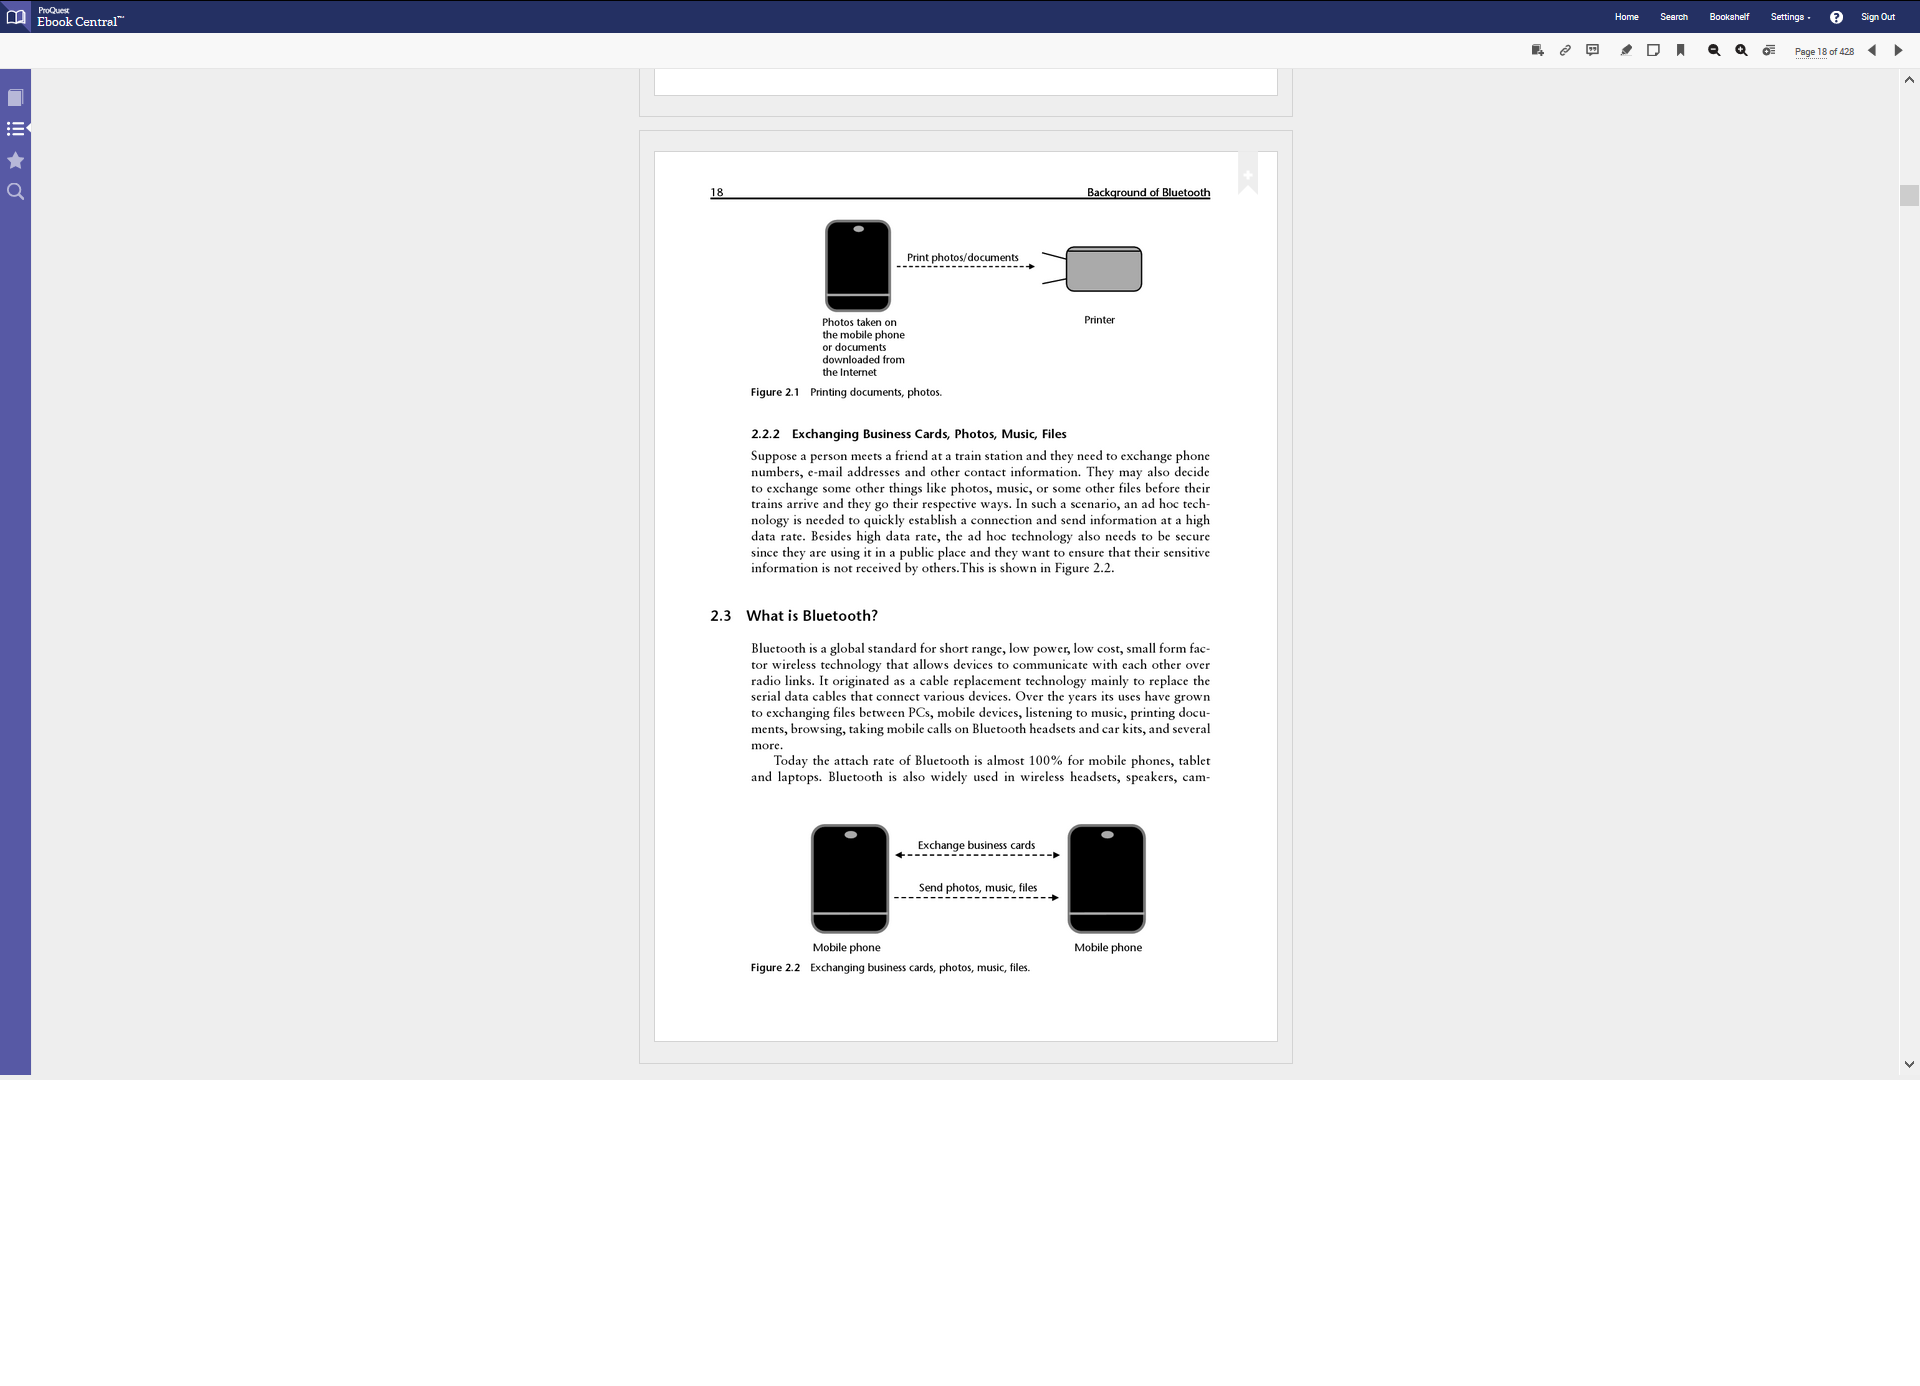 ProQuest
Ebook Central™
Home Search Bookshelf Settings ? Sign Out
Page 18 of 428
18 Background of Bluetooth
Print photos/documents
Photos taken on
the mobile phone
or documents
downloaded from
the Internet
Printer
Figure 2.1 Printing documents, photos.
2.2.2 Exchanging Business Cards, Photos, Music, Files
Suppose a person meets a friend at a train station and they need to exchange phone
numbers, e-mail addresses and other contact information. They may also decide
to exchange some other things like photos, music, or some other files before their
trains arrive and they go their respective ways. In such a scenario, an ad hoc tech-
nology is needed to quickly establish a connection and send information at a high
data rate. Besides high data rate, the ad hoc technology also needs to be secure
since they are using it in a public place and they want to ensure that their sensitive
information is not received by others.This is shown in Figure 2.2.
2.3 What is Bluetooth?
Bluetooth is a global standard for short range, low power, low cost, small form fac-
tor wireless technology that allows devices to communicate with each other over
radio links. It originated as a cable replacement technology mainly to replace the
serial data cables that connect various devices. Over the years its uses have grown
to exchanging files between PCs, mobile devices, listening to music, printing docu-
ments, browsing, taking mobile calls on Bluetooth headsets and car kits, and several
more.
Today the attach rate of Bluetooth is almost 100% for mobile phones, tablet
and laptops. Bluetooth is also widely used in wireless headsets, speakers, cam-
Exchange business cards
Send photos, music, files
Mobile phone Mobile phone
Figure 2.2 Exchanging business cards, photos, music, files.